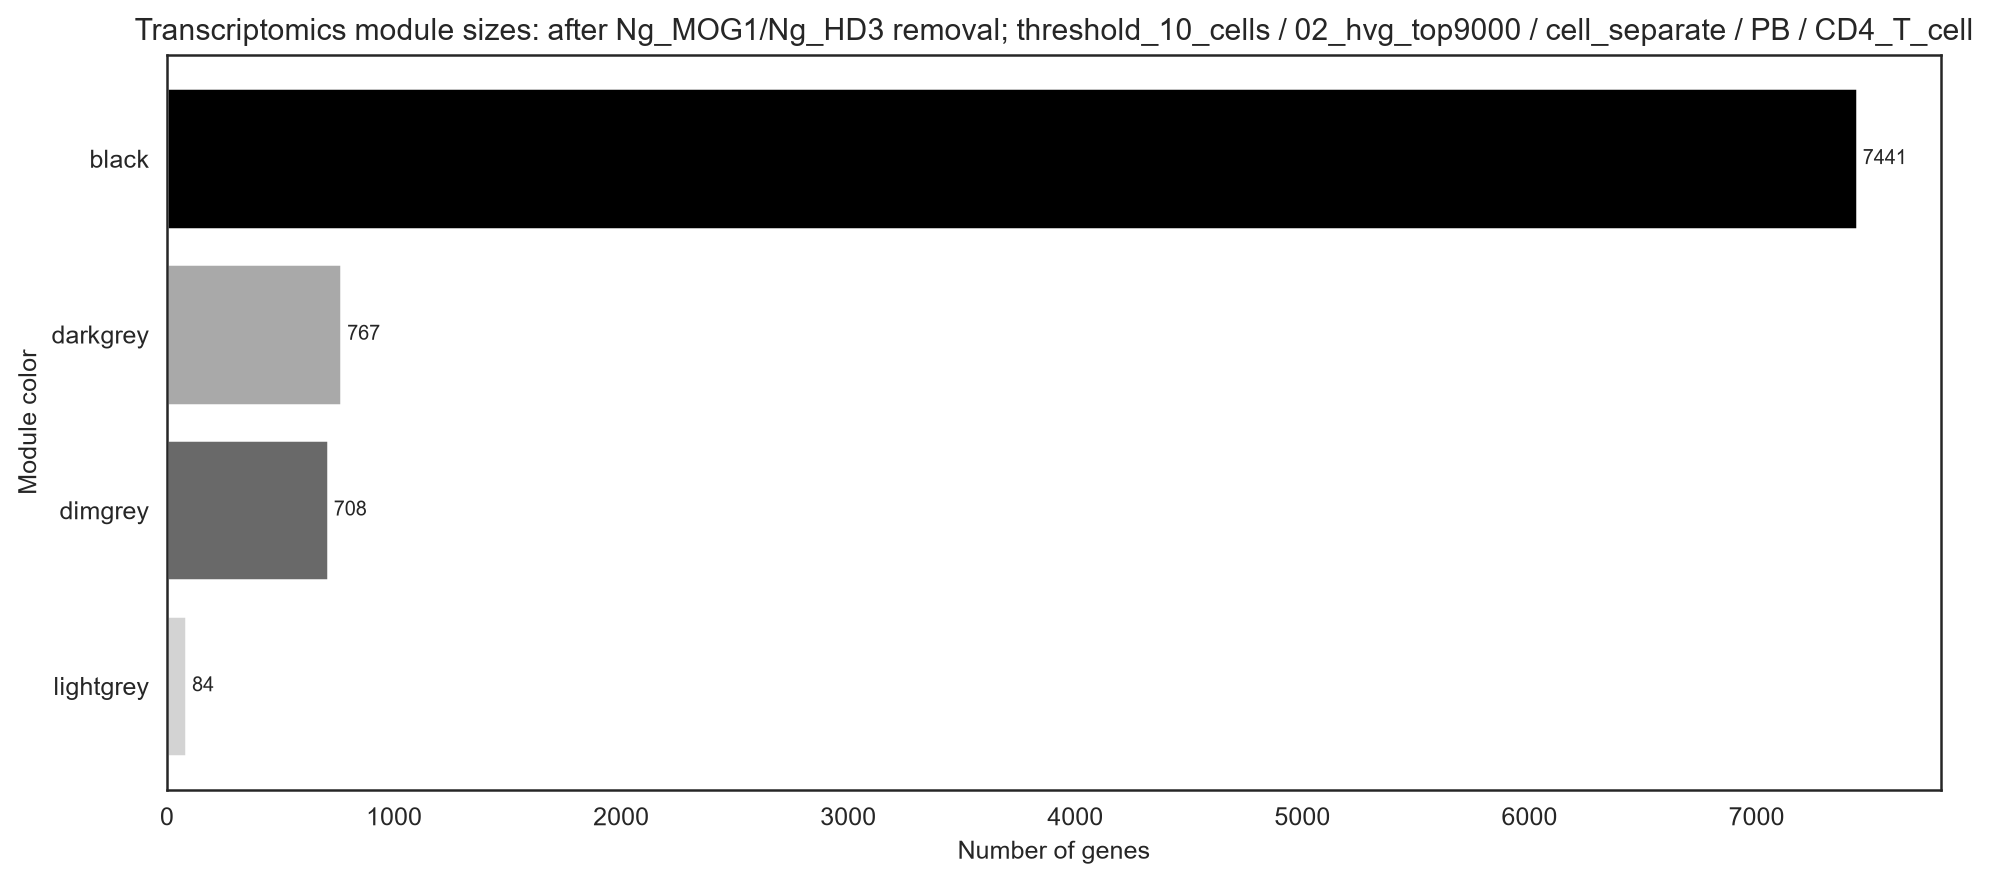 Transcriptomics module sizes: after Ng_MOG1/Ng_HD3 removal; threshold_10_cells / 02_hvg_top9000 / cell_separate / PB / CD4_T_cell
Module color
black
7441
darkgrey
767
dimgrey
708
lightgrey
84
0 1000 2000 3000 4000 5000 6000 7000
Number of genes